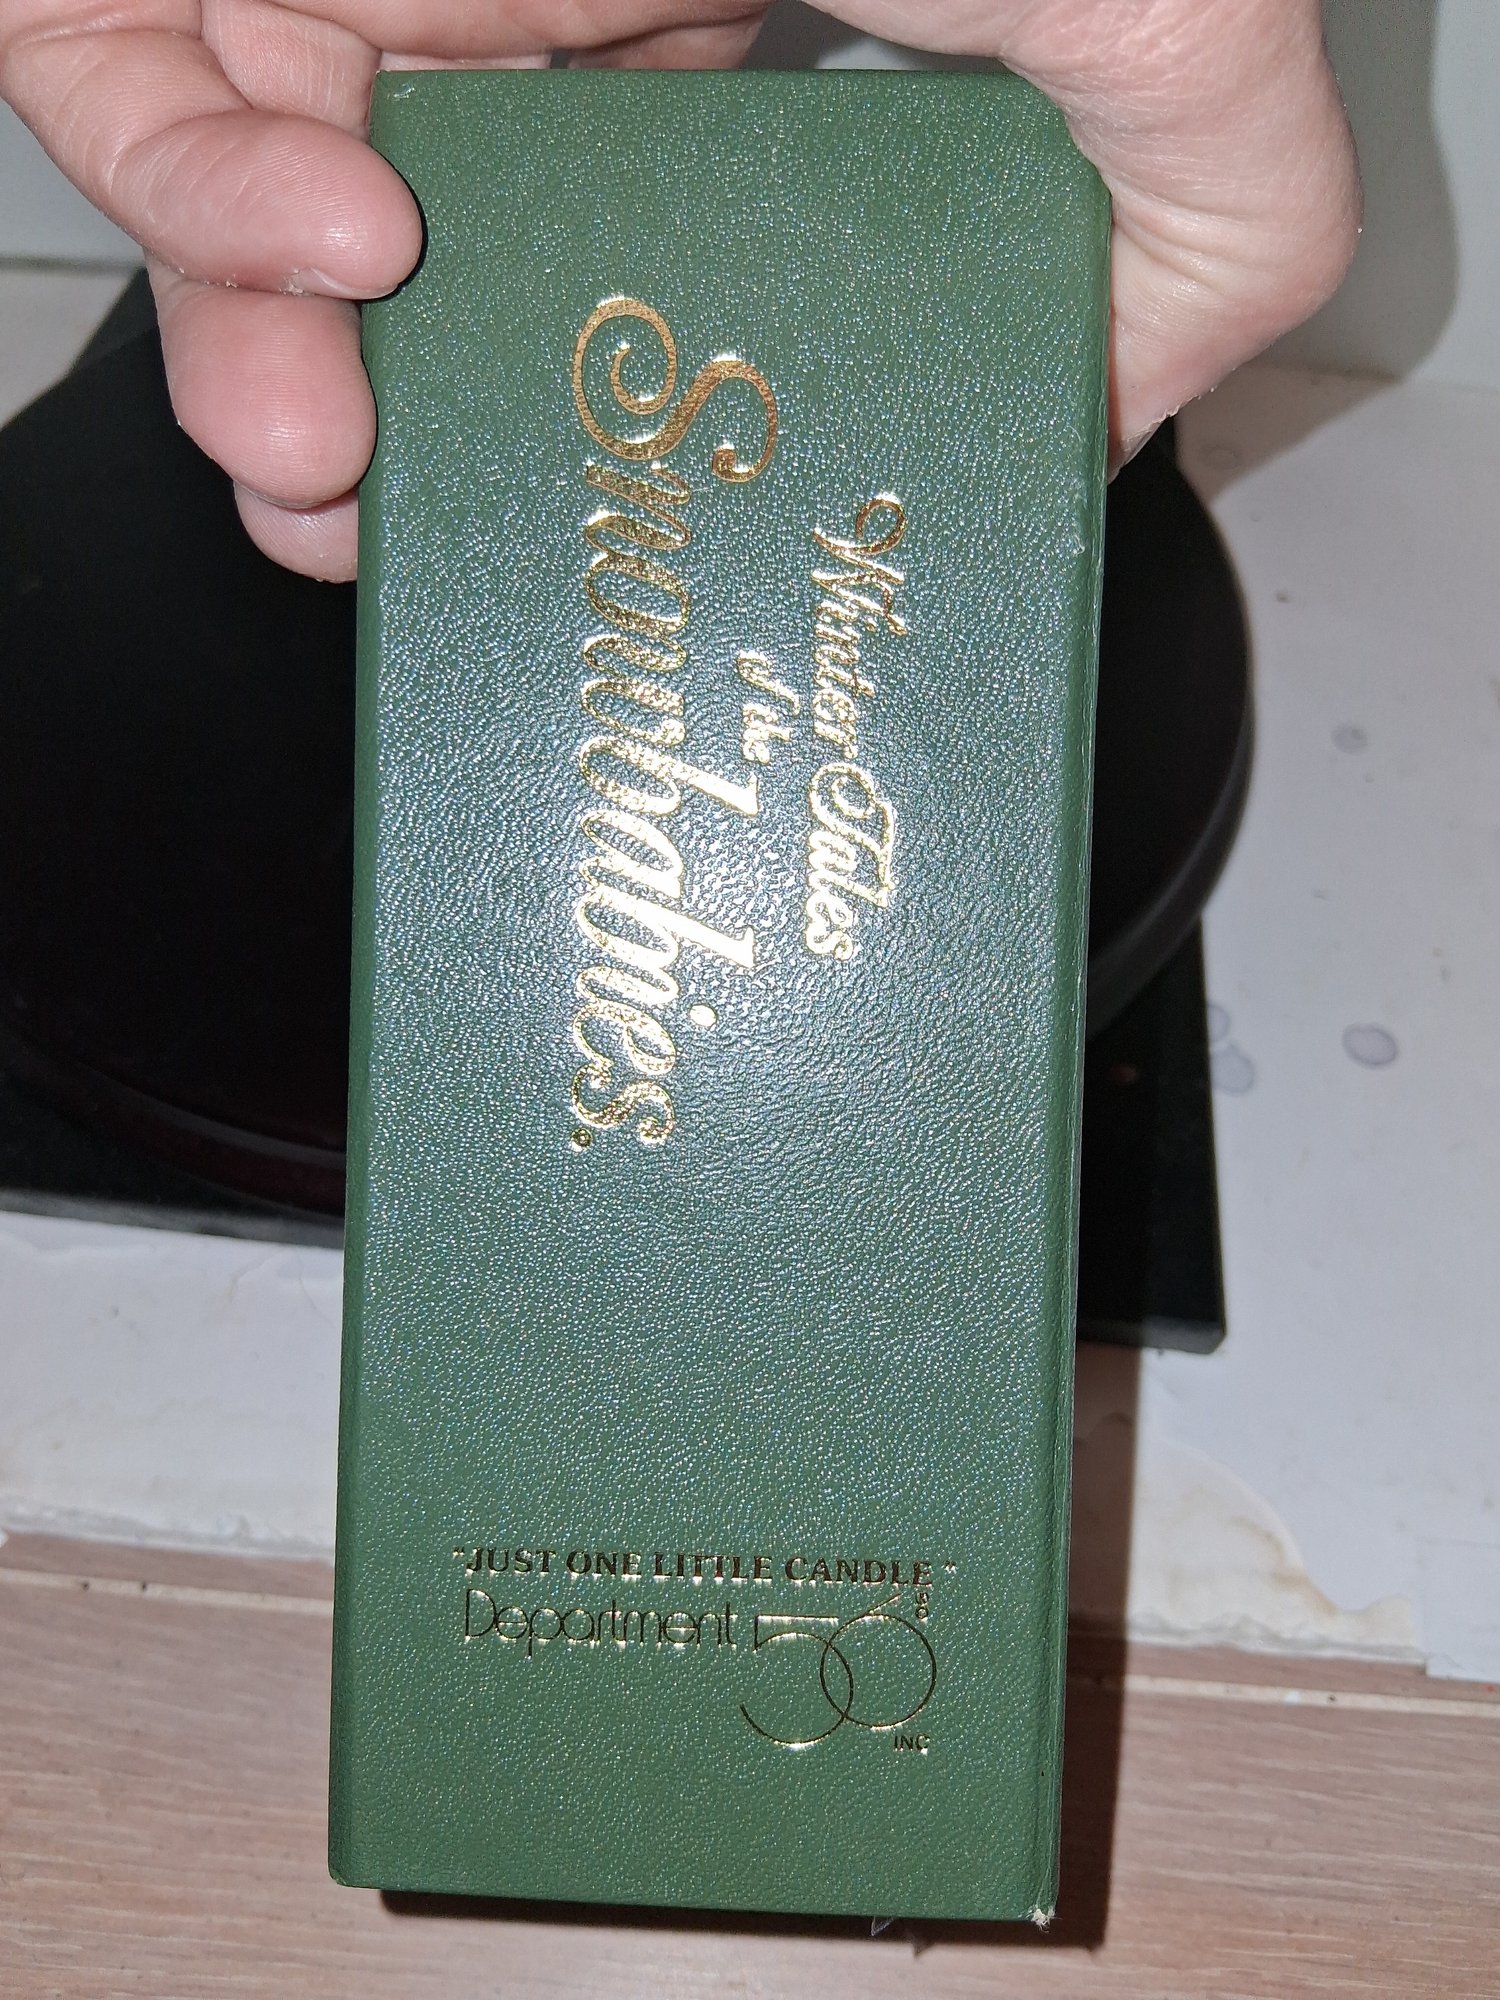 Winter Tales
of the
Snowbabies.
"JUST ONE LITTLE CANDLE"
Department 56
INC